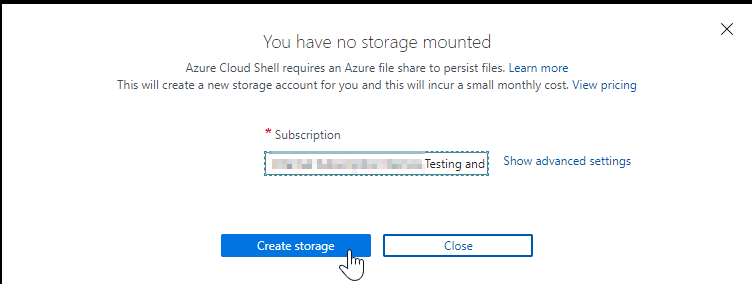 You have no storage mounted
Azure Cloud Shell requires an Azure file share to persist files. Learn more
This will create a new storage account for you and this will incur a small monthly cost. View pricing
* Subscription
Testing and
Show advanced settings
Create storage
Close